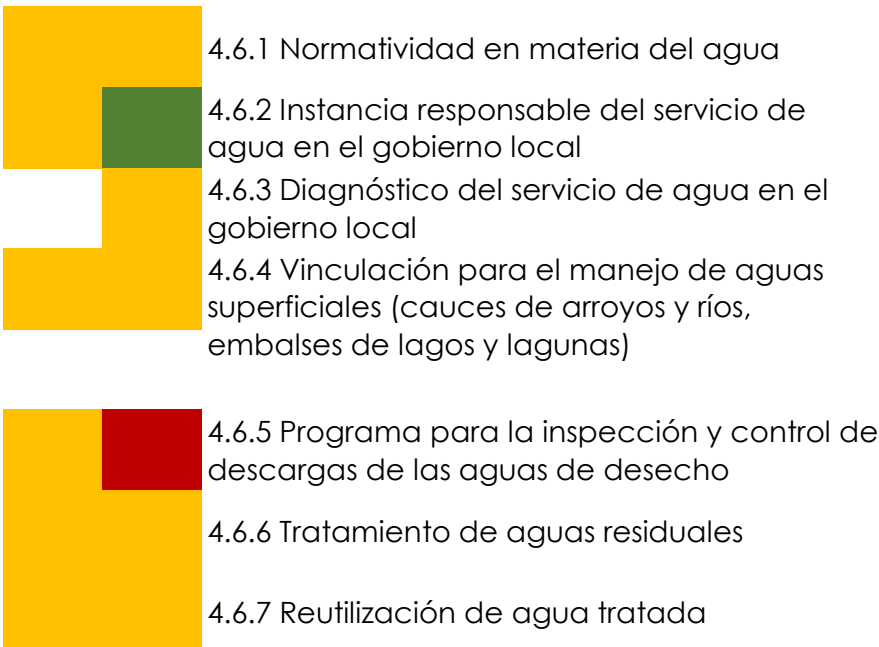 4.6.1 Normatividad en materia del agua
4.6.2 Instancia responsable del servicio de
agua en el gobierno local
4.6.3 Diagnóstico del servicio de agua en el
gobierno local
4.6.4 Vinculación para el manejo de aguas
superficiales (cauces de arroyos y ríos,
embalses de lagos y lagunas)
4.6.5 Programa para la inspección y control de
descargas de las aguas de desecho
4.6.6 Tratamiento de aguas residuales
4.6.7 Reutilización de agua tratada